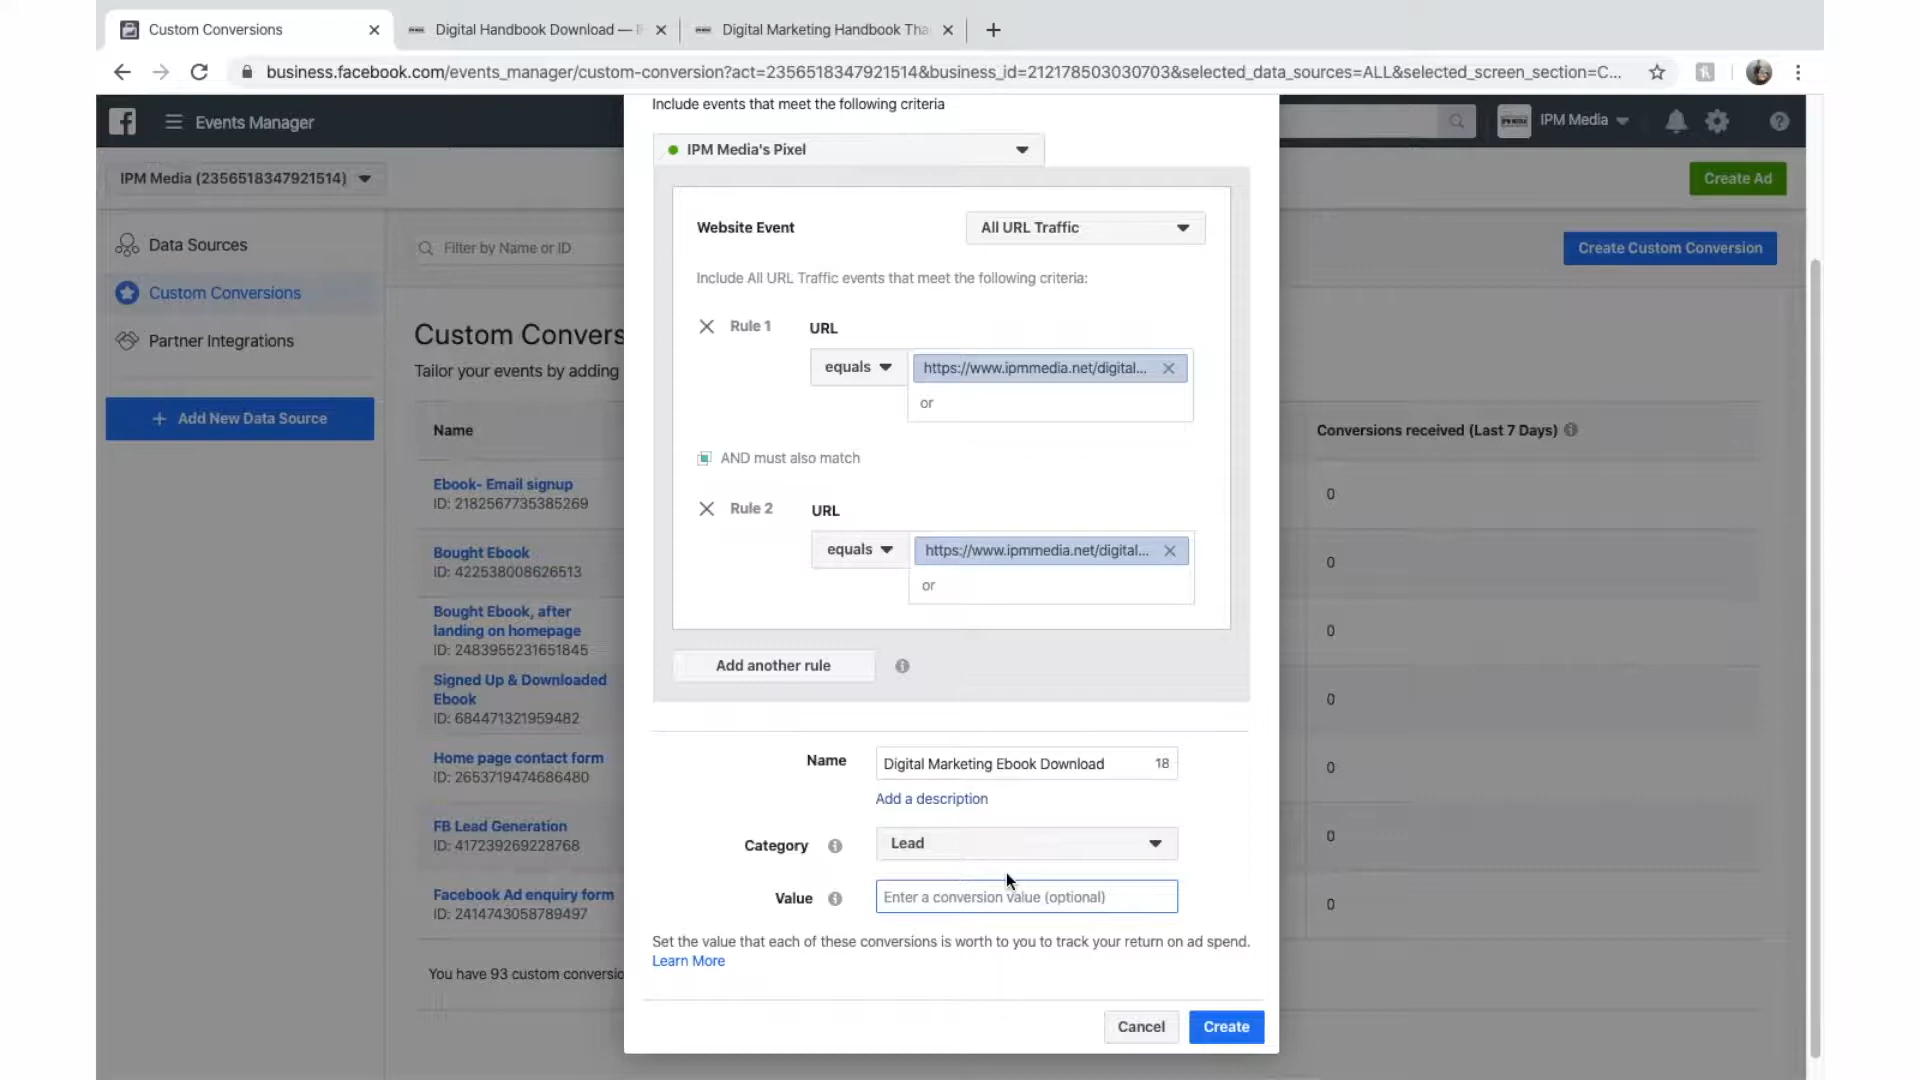 Custom Conversions
Digital Handbook Download —
Digital Marketing Handbook Tha
business.facebook.com/events_manager/custom-conversion?act=2356518347921514&business_id=212178503030703&selected_data_sources=ALL&selected_screen_section=C...
Events Manager
IPM Media
IPM Media (2356518347921514)
Create Ad
Data Sources
Custom Conversions
Partner Integrations
+ Add New Data Source
Filter by Name or ID
Create Custom Conversion
Custom Convers
Tailor your events by adding
Name
Conversions received (Last 7 Days)
Ebook- Email signup
ID: 2182567735385269
0
Bought Ebook
ID: 422538008626513
0
Bought Ebook, after
landing on homepage
ID: 2483955231651845
0
Signed Up & Downloaded
Ebook
ID: 684471321959482
0
Home page contact form
ID: 2653719474686480
0
FB Lead Generation
ID: 417239269228768
0
Facebook Ad enquiry form
ID: 2414743058789497
0
You have 93 custom conversio
Include events that meet the following criteria
IPM Media's Pixel
Website Event
All URL Traffic
Include All URL Traffic events that meet the following criteria:
Rule 1
URL
equals
https://www.ipmmedia.net/digital...
or
AND must also match
Rule 2
URL
equals
https://www.ipmmedia.net/digital...
or
Add another rule
Name
Digital Marketing Ebook Download
18
Add a description
Category
Lead
Value
Enter a conversion value (optional)
Set the value that each of these conversions is worth to you to track your return on ad spend.
Learn More
Cancel
Create